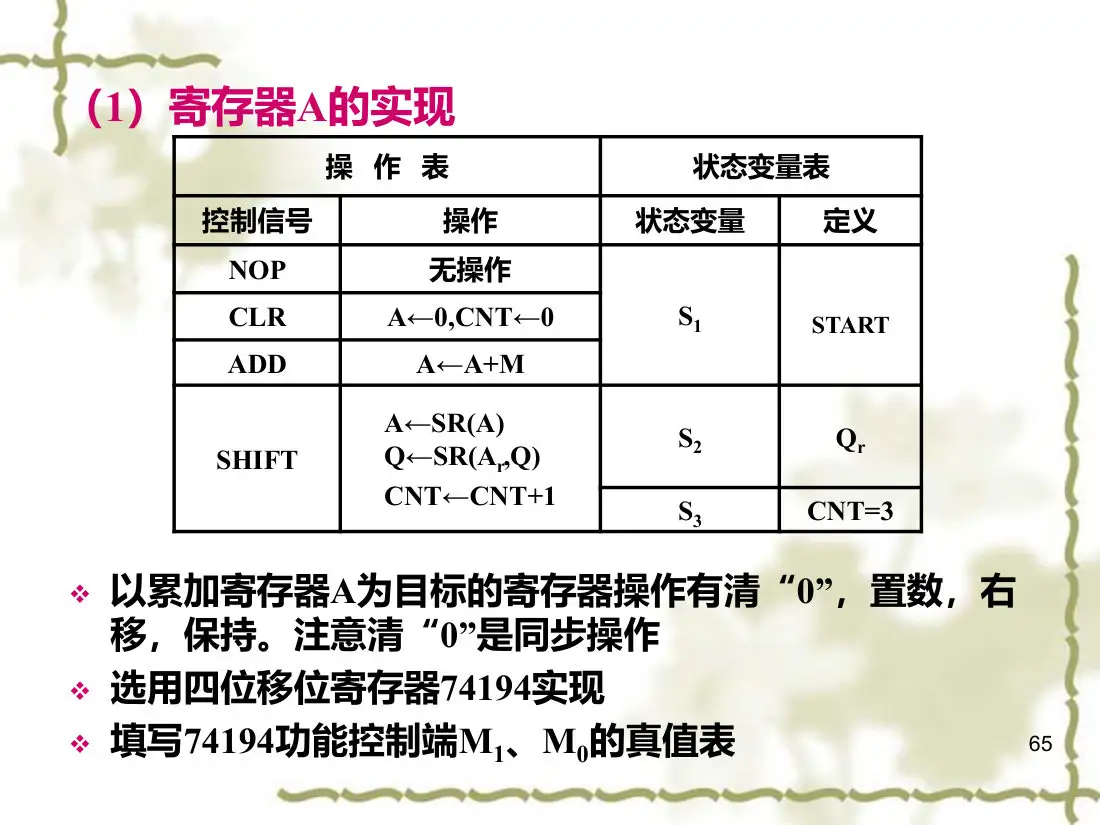 （1）寄存器A的实现
操 作 表 状态变量表
控制信号 操作 状态变量 定义
NOP 无操作
CLR A←0,CNT←0 S1 START
ADD A←A+M
SHIFT A←SR(A)
Q←SR(Ar,Q)
CNT←CNT+1
S2 Qr
S3 CNT=3
以累加寄存器A为目标的寄存器操作有清“0”，置数，右
移，保持。注意清“0”是同步操作
选用四位移位寄存器74194实现
填写74194功能控制端M1、M0的真值表
65